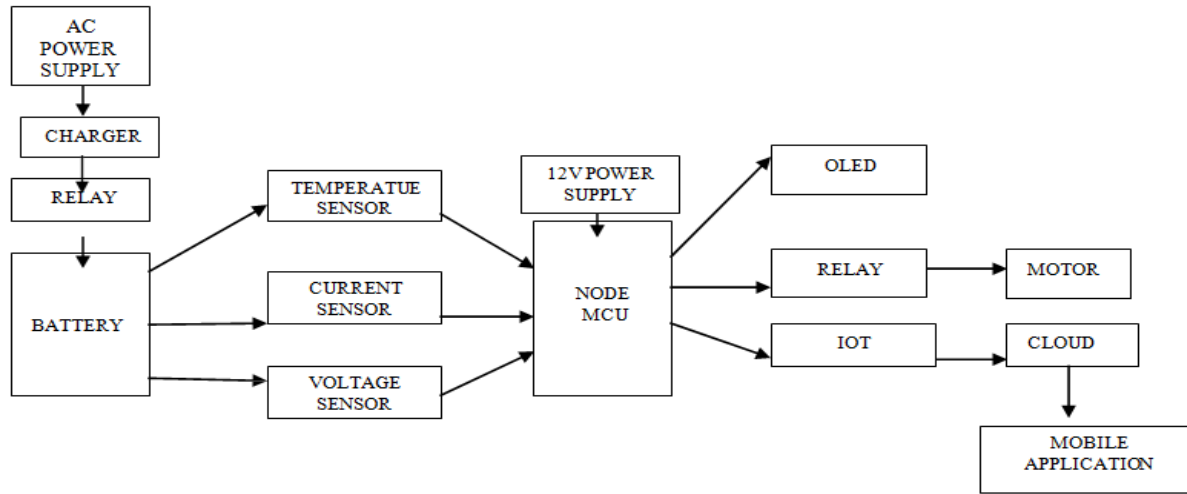 AC
POWER
SUPPLY
CHARGER
RELAY
BATTERY
TEMPERATUE
SENSOR
CURRENT
SENSOR
VOLTAGE
SENSOR
12V POWER
SUPPLY
NODE
MCU
OLED
RELAY
MOTOR
IOT
CLOUD
MOBILE
APPLICATION